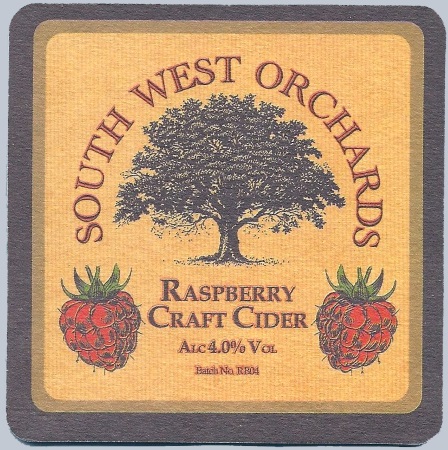 SOUTH WEST ORCHARDS
RASPBERRY
CRAFT CIDER
ALC 4.0% VOL
Batch No. RB04